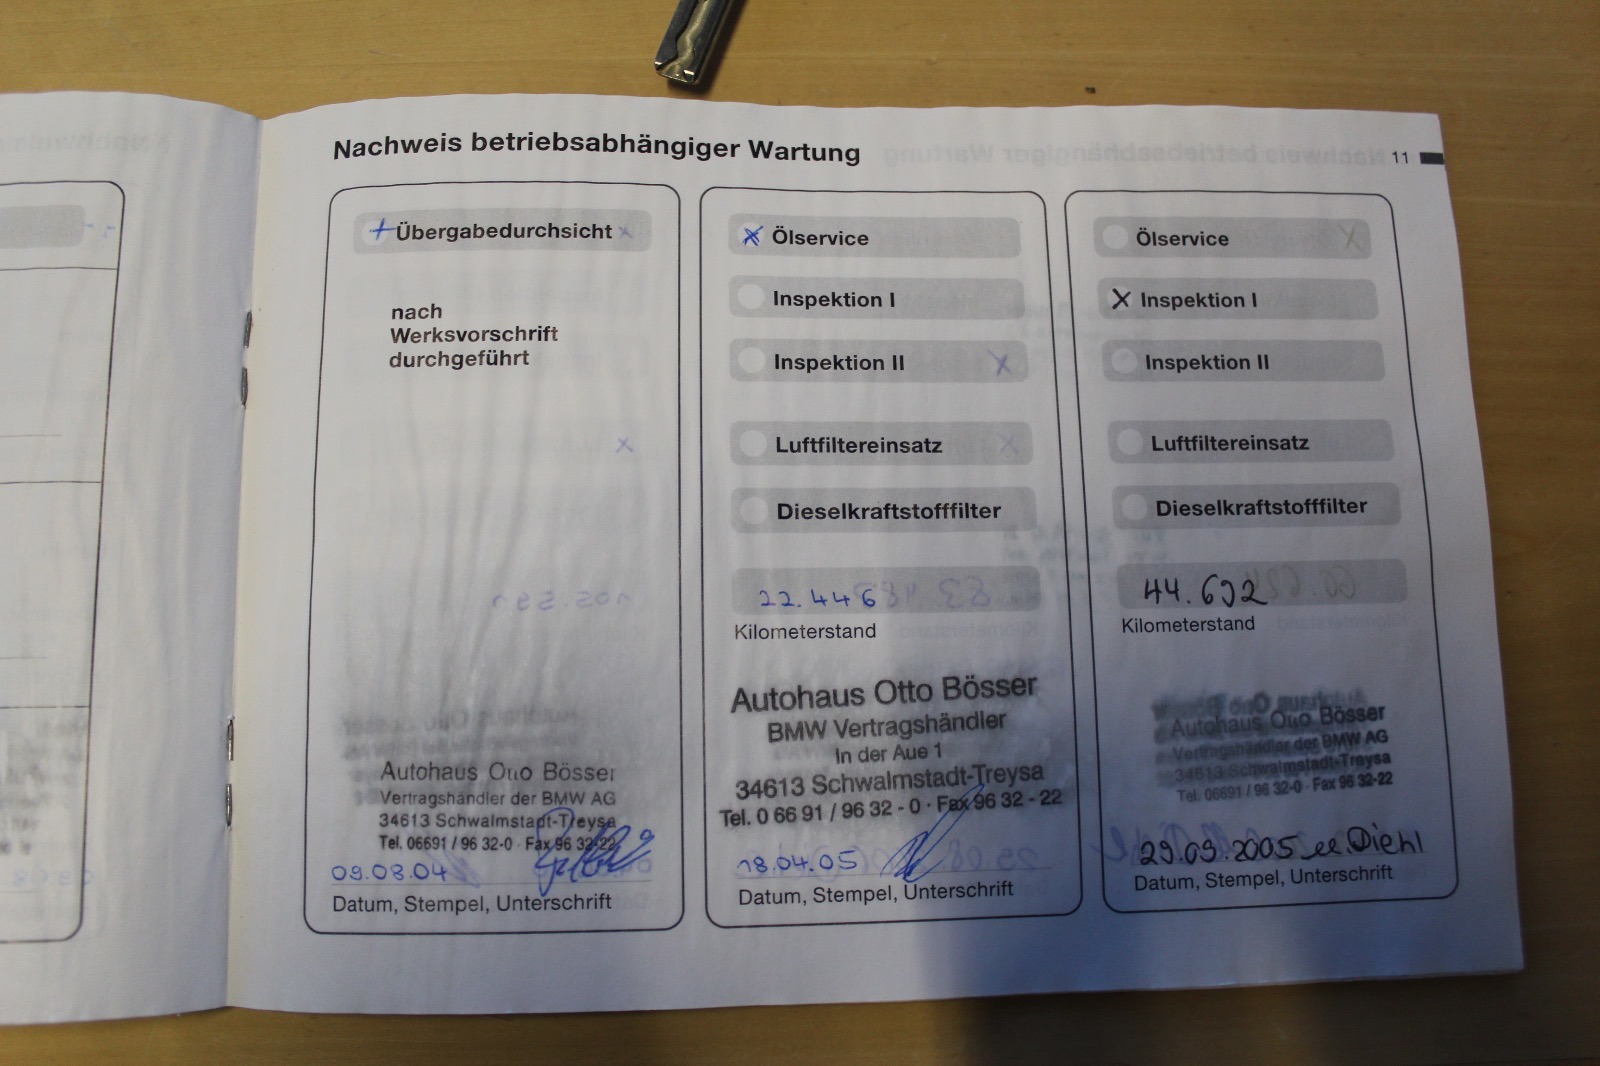 Nachweis betriebsabhängiger Wartung
11
Übergabedurchsicht
nach
Werksvorschrift
durchgeführt
Autohaus Otto Bösser
Vertragshändler der BMW AG
34613 Schwalmstadt-Treysa
Tel. 06691 / 96 32-0 · Fax 96 32-22
09.08.04
Datum, Stempel, Unterschrift
x Ölservice
Inspektion I
Inspektion II
Luftfiltereinsatz
Dieselkraftstofffilter
22.446
Kilometerstand
Autohaus Otto Bösser
BMW Vertragshändler
In der Aue 1
34613 Schwalmstadt-Treysa
Tel. 0 66 91 / 96 32 - 0 · Fax 96 32 - 22
18.04.05
Datum, Stempel, Unterschrift
Ölservice
X Inspektion I
Inspektion II
Luftfiltereinsatz
Dieselkraftstofffilter
44.692
Kilometerstand
Autohaus Otto Bösser
Vertragshändler der BMW AG
34613 Schwalmstadt-Treysa
Tel. 06691 / 96 32-0 · Fax 96 32-22
29.09.2005 Diehl
Datum, Stempel, Unterschrift